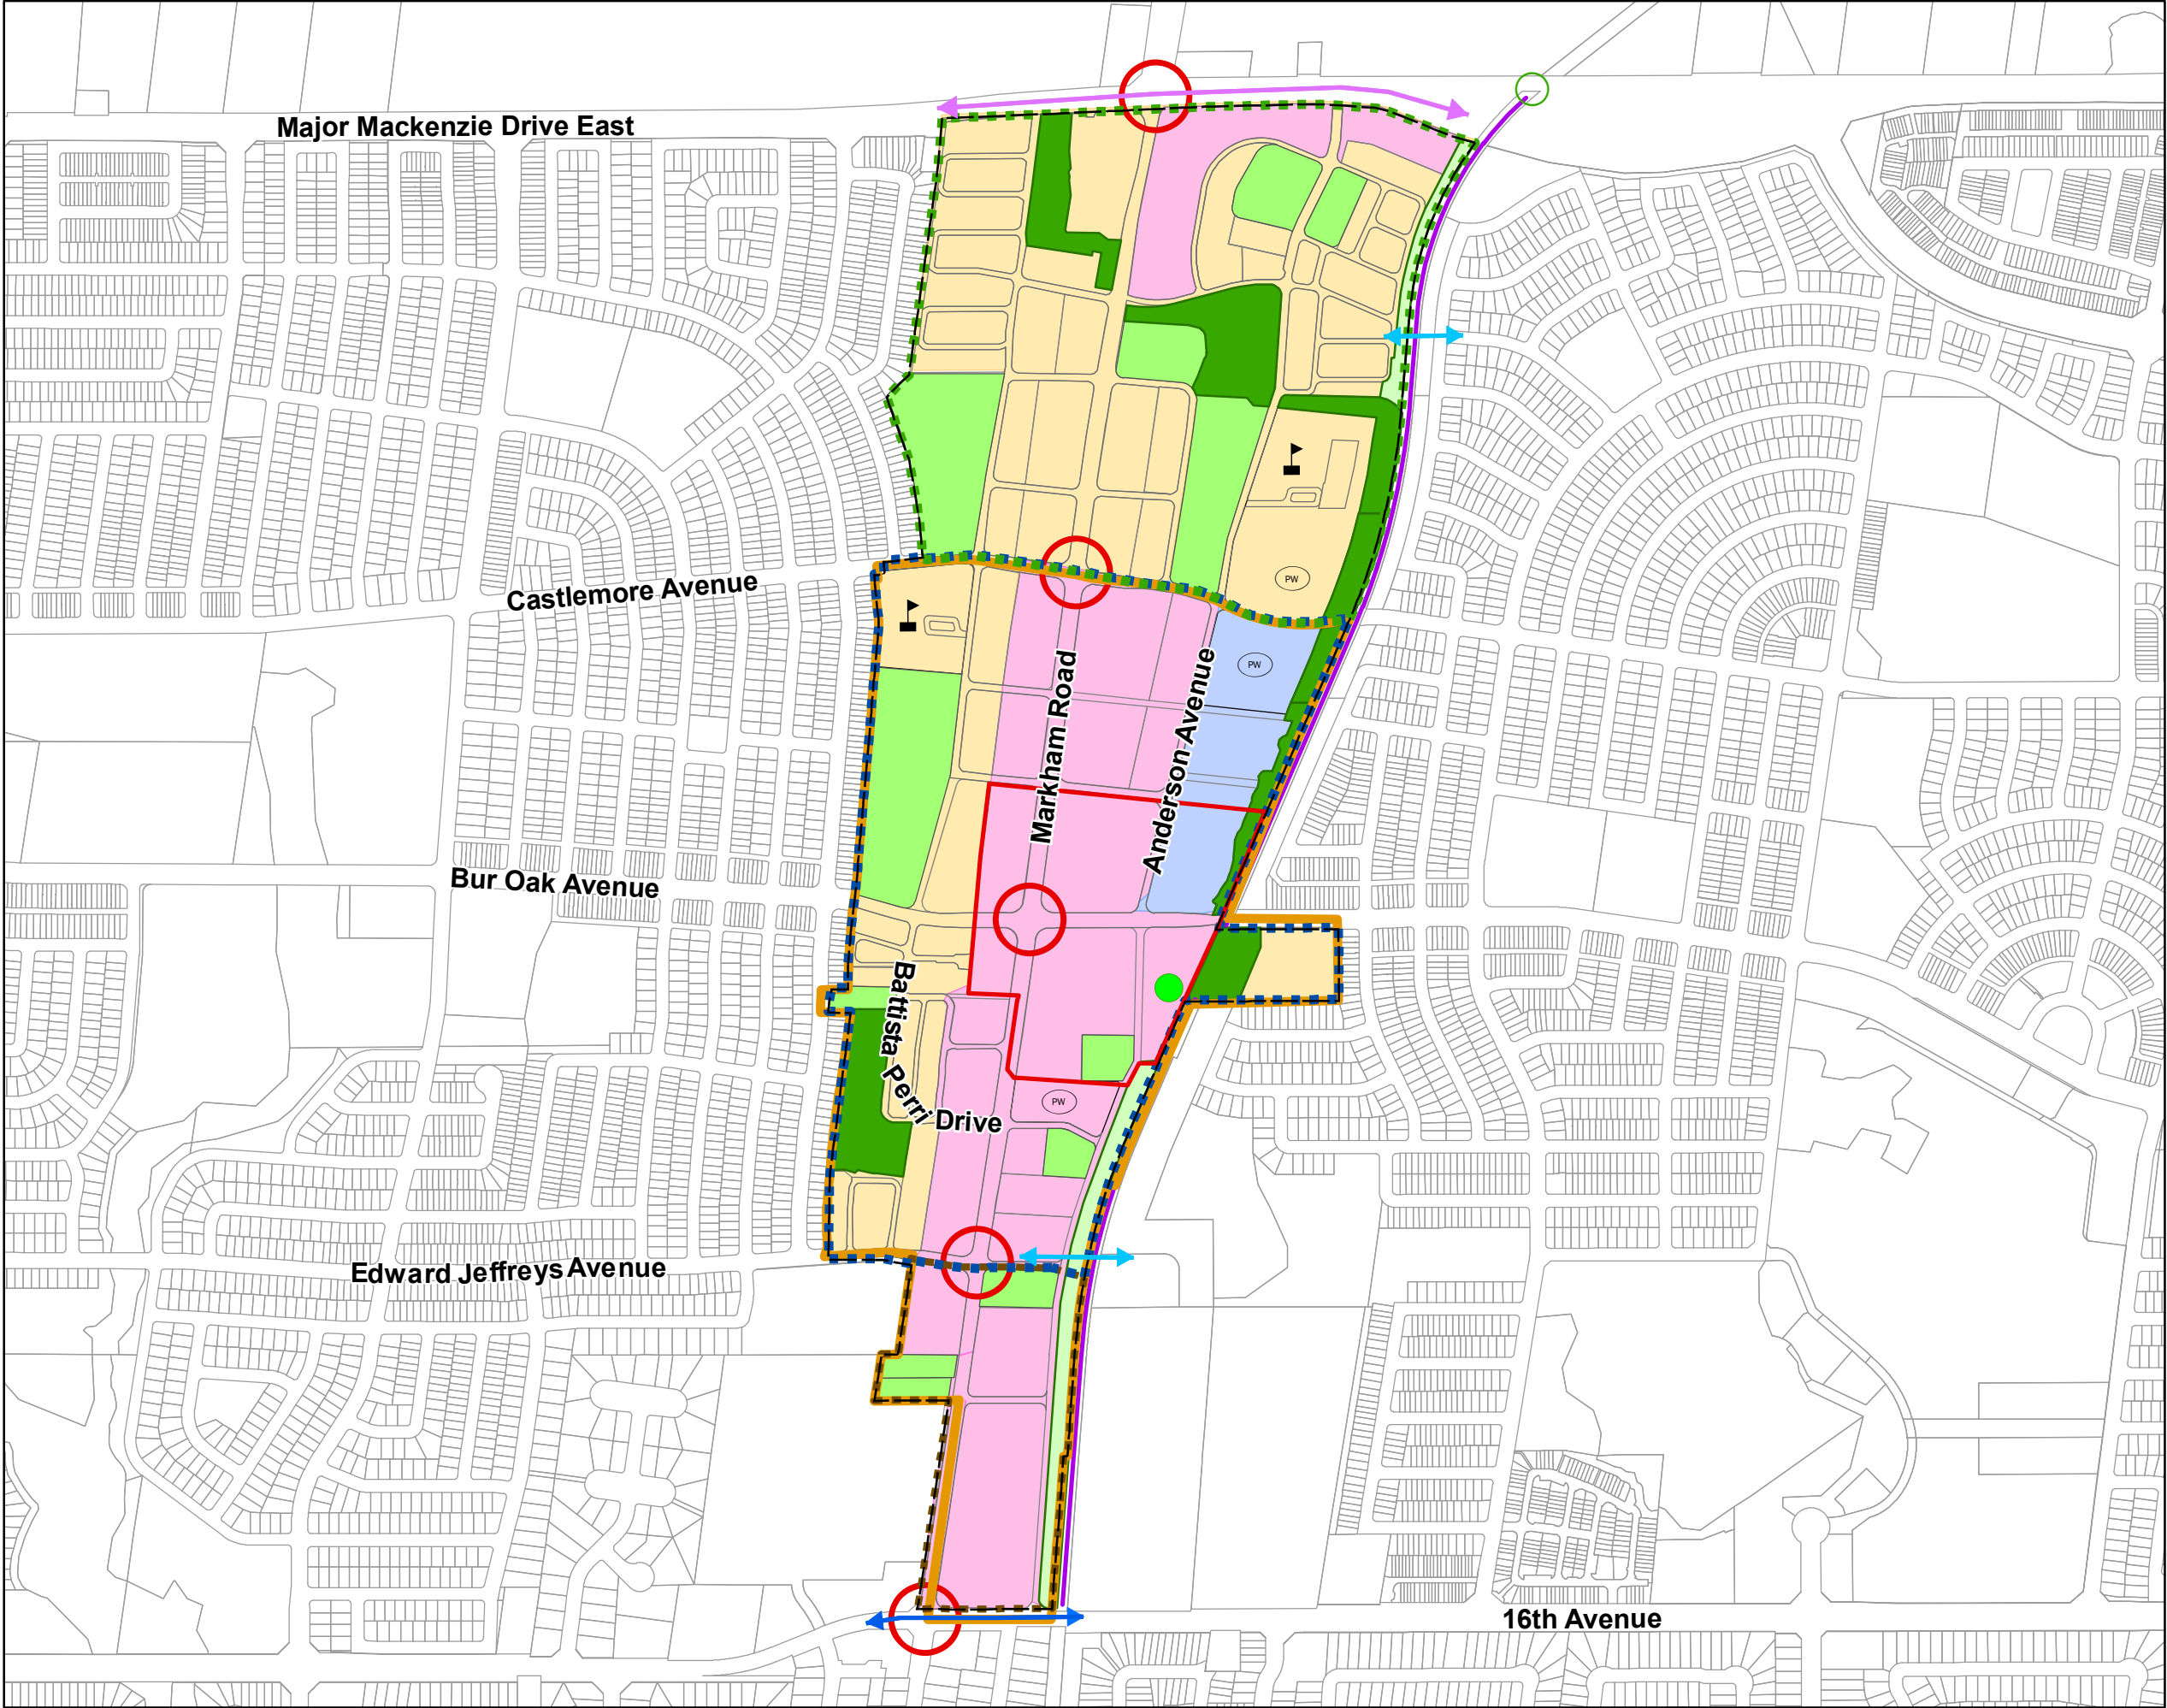 Major Mackenzie Drive East
PW
Castlemore Avenue
PW
Markham Road
Anderson Avenue
Bur Oak Avenue
Battista Perri Drive
PW
Edward Jeffreys Avenue
16th Avenue